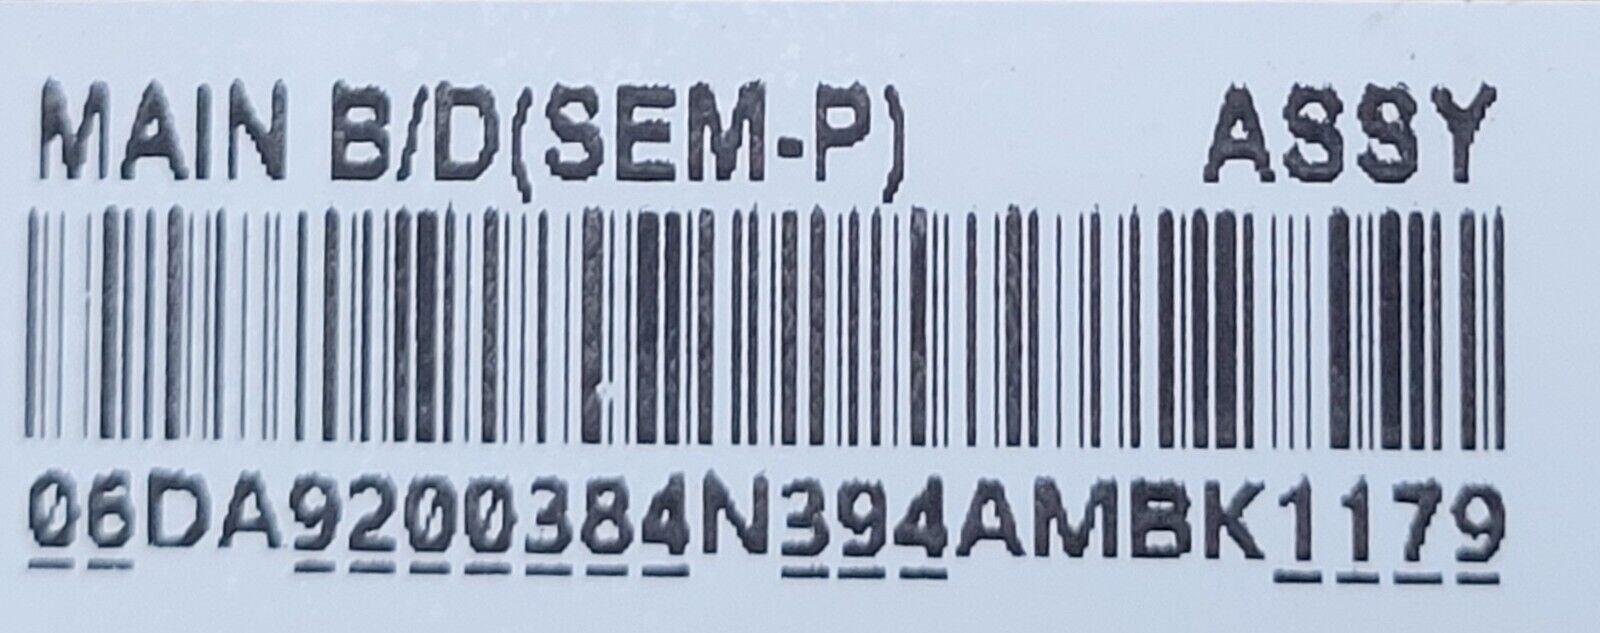 MAIN B/D(SEM-P) ASSY
06DA9200384N394AMBK1179